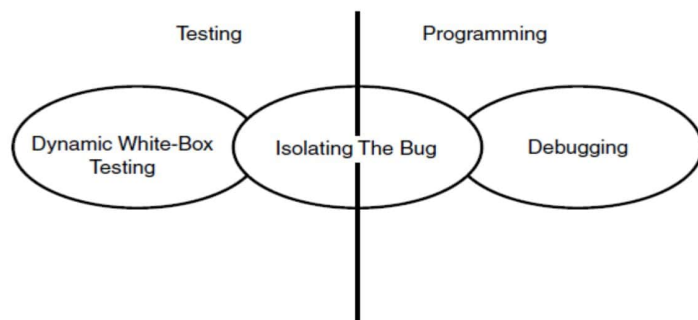 Testing
Programming
Dynamic White-Box
Testing
Isolating The Bug
Debugging